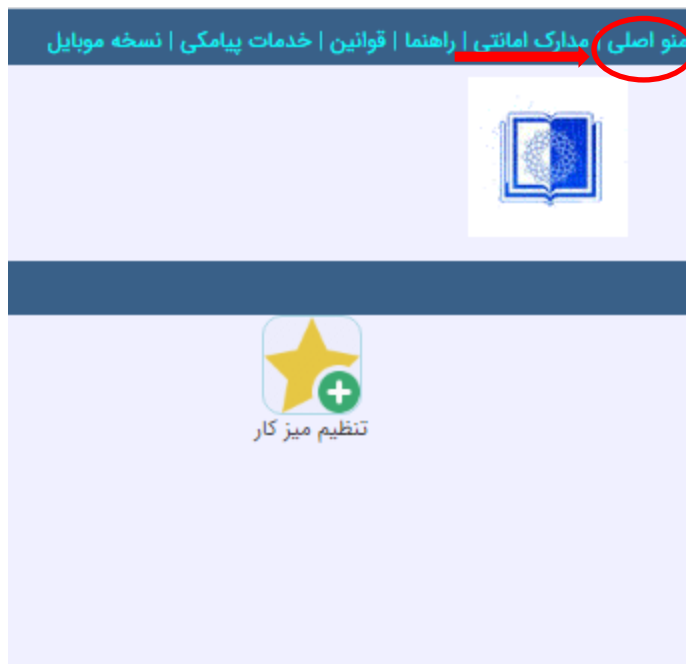 منو اصلی | مدارک امانتی | راهنما | قوانین | خدمات پیامکی | نسخه موبایل
تنظیم میز کار